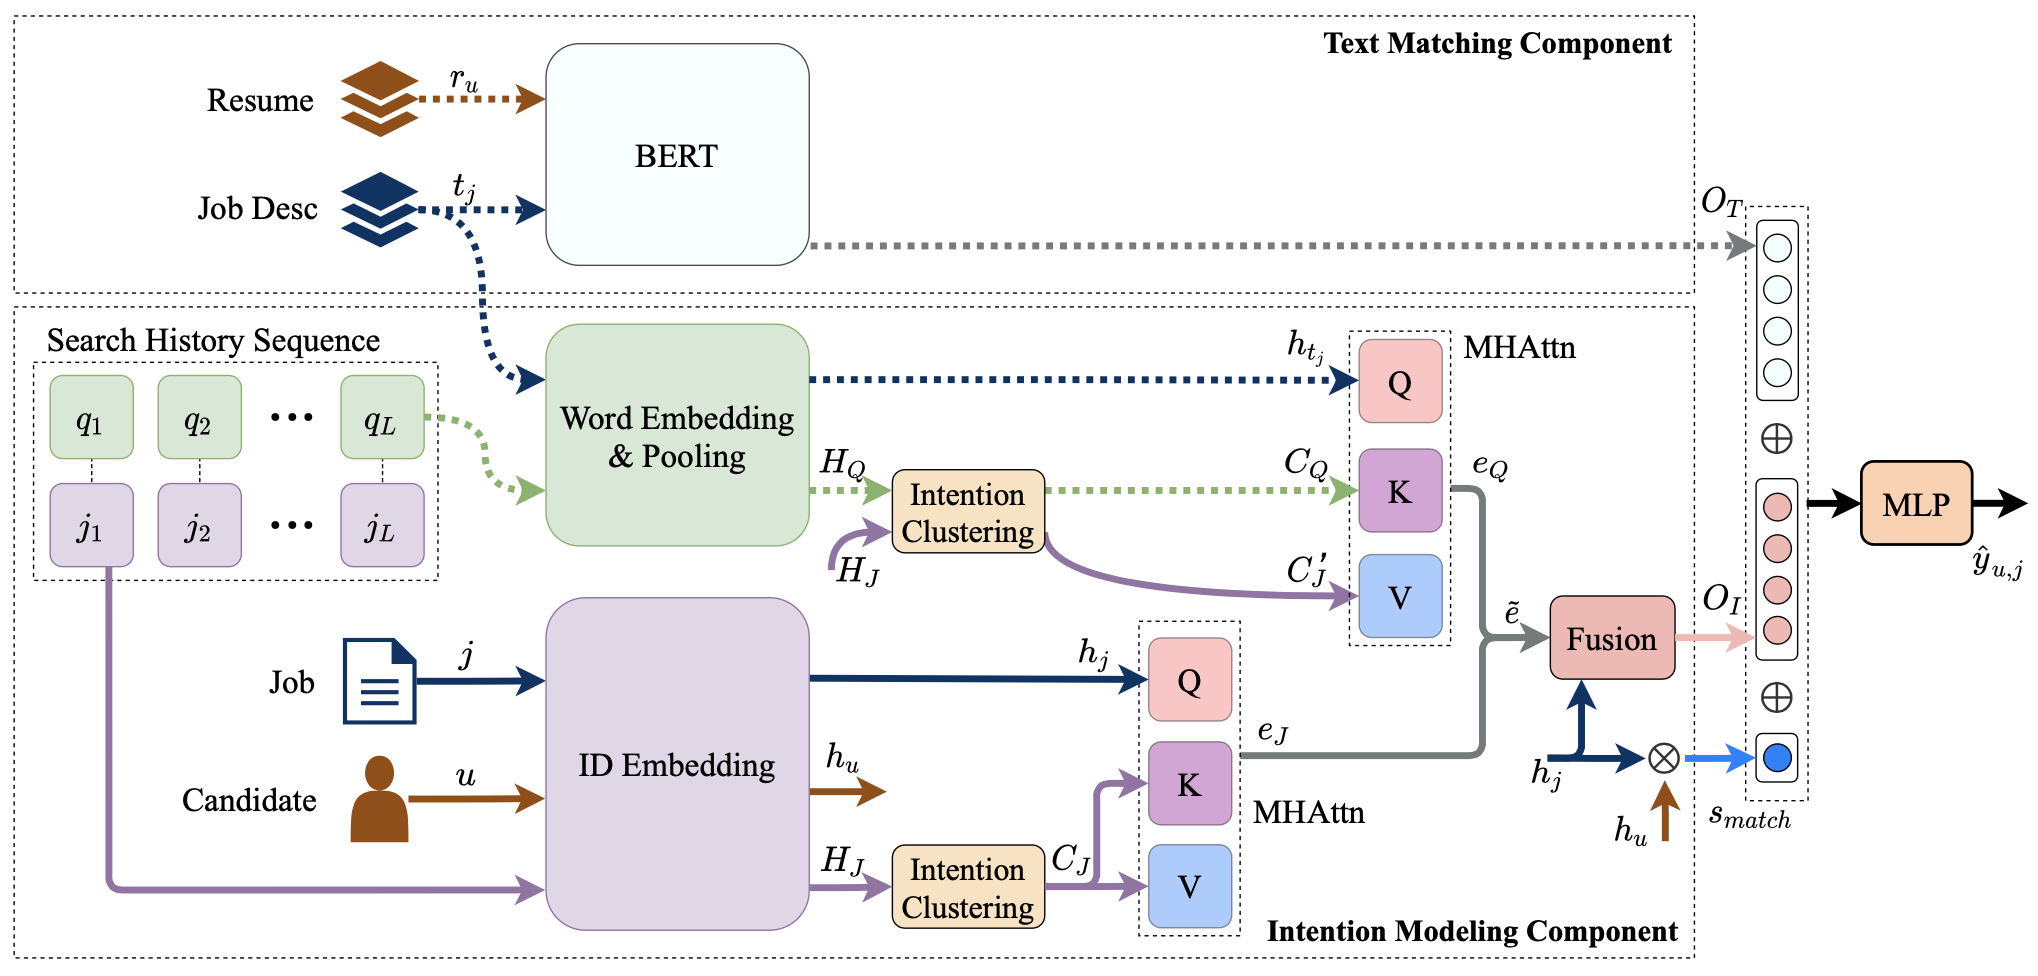 Text Matching Component
Resume
r_u
BERT
Job Desc
t_j
O_T
Search History Sequence
q_1
q_2
...
q_L
j_1
j_2
...
j_L
Word Embedding
& Pooling
h_{t_j}
MHAttn
Q
K
V
H_Q
H_J
Intention
Clustering
C_Q
C_J'
e_Q
ẽ
Fusion
O_I
⊕
⊕
MLP
ŷ_{u,j}
Job
j
Candidate
u
ID Embedding
h_j
h_u
H_J
Intention
Clustering
C_J
Q
K
V
MHAttn
e_J
h_j
⊗
h_u
s_{match}
Intention Modeling Component